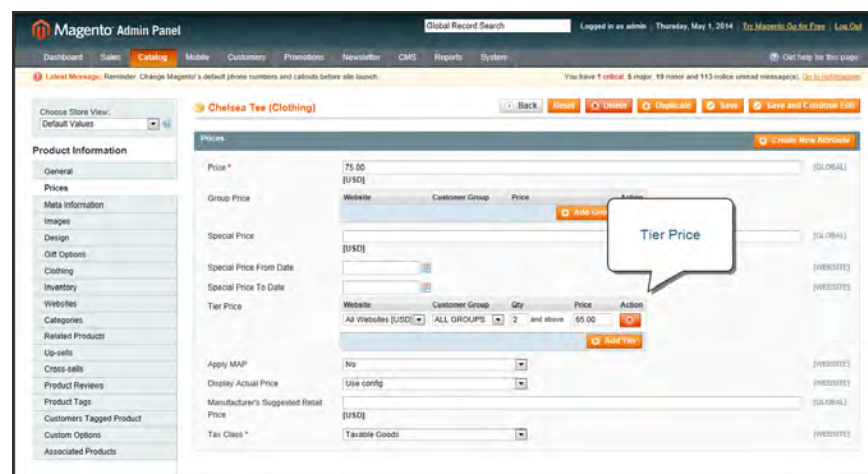 Magento Admin Panel
Global Record Search
Logged in as admin | Thursday, May 1, 2014 | Try Magento Go for Free | Log Out
Dashboard Sales Catalog Mobile Customers Promotions Newsletter CMS Reports System
Get help for this page
Latest Message: Reminder: Change Magento's default phone numbers and callouts before site launch.
You have 1 critical, 5 major, 19 minor and 113 notice unread message(s). Go to notifications
Choose Store View:
Default Values
Product Information
General
Prices
Meta Information
Images
Design
Gift Options
Clothing
Inventory
Websites
Categories
Related Products
Up-sells
Cross-sells
Product Reviews
Product Tags
Customers Tagged Product
Custom Options
Associated Products
Chelsea Tee (Clothing)
Back Reset Delete Duplicate Save Save and Continue Edit
Prices
Create New Attribute
Price *
75.00
[USD]
[GLOBAL]
Group Price
Website Customer Group Price Action
Add
Special Price
[USD]
[GLOBAL]
Tier Price
Special Price From Date
[WEBSITE]
Special Price To Date
[WEBSITE]
Tier Price
Website Customer Group Qty Price Action
All Websites [USD] ALL GROUPS 2 and above 65.00
Add Tier
Apply MAP
No
[WEBSITE]
Display Actual Price
Use config
[WEBSITE]
Manufacturer's Suggested Retail
Price
[USD]
[GLOBAL]
Tax Class *
Taxable Goods
[WEBSITE]